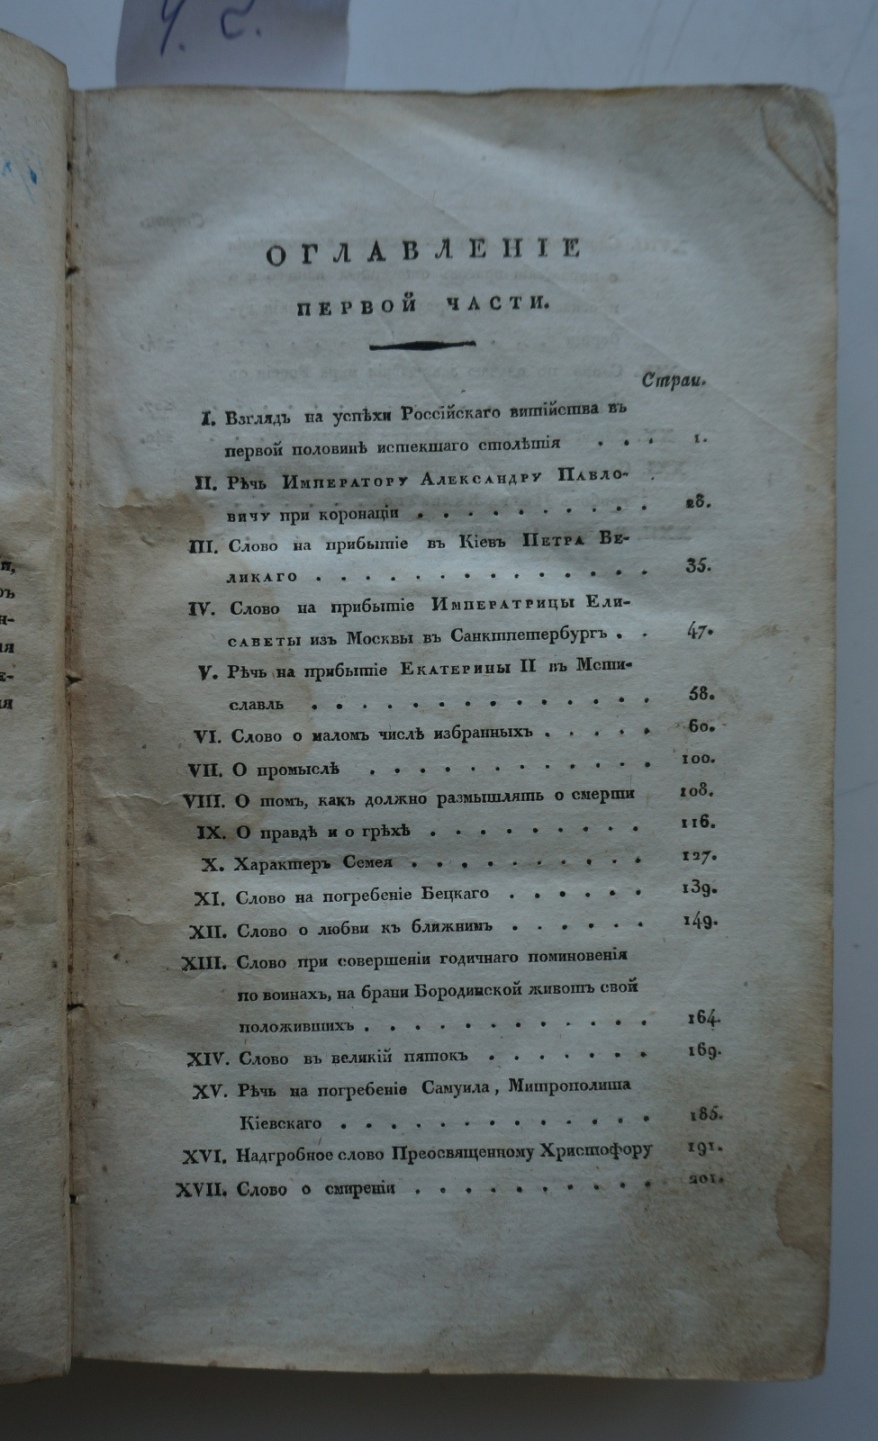 Ч. 2.
ОГЛАВЛЕНІЕ
ПЕРВОЙ ЧАСТИ.
Стран.
I. Взглядъ на успѣхи Россійскаго витійства въ
первой половинѣ истекшаго столѣтія . . . 1.
II. Рѣчь Императору Александру Павло-
вичу при коронаціи . . . . . . . . . . 28.
III. Слово на прибытіе въ Кіевъ Петра Ве-
ликаго . . . . . . . . . . . . . . 35.
IV. Слово на прибытіе Императрицы Ели-
саветы изъ Москвы въ Санктпетербургъ . . 47.
V. Рѣчь на прибытіе Екатерины II въ Мсти-
славль . . . . . . . . . . . . . . 58.
VI. Слово о маломъ числѣ избранныхъ . . . . . 60.
VII. О промыслѣ . . . . . . . . . . . . 100.
VIII. О томъ, какъ должно размышлять о смерти 108.
IX. О правдѣ и о грѣхѣ . . . . . . . . . 116.
X. Характеръ Семея . . . . . . . . . . 127.
XI. Слово на погребеніе Бецкаго . . . . . . 139.
XII. Слово о любви къ ближнимъ . . . . . . 149.
XIII. Слово при совершеніи годичнаго поминовенія
по воинахъ, на брани Бородинской животъ свой
положившихъ . . . . . . . . . . . . 164.
XIV. Слово въ великій пятокъ . . . . . . . 169.
XV. Рѣчь на погребеніе Самуила, Митрополита
Кіевскаго . . . . . . . . . . . . . 185.
XVI. Надгробное слово Преосвященному Христофору 191.
XVII. Слово о смиреніи . . . . . . . . . . 201.